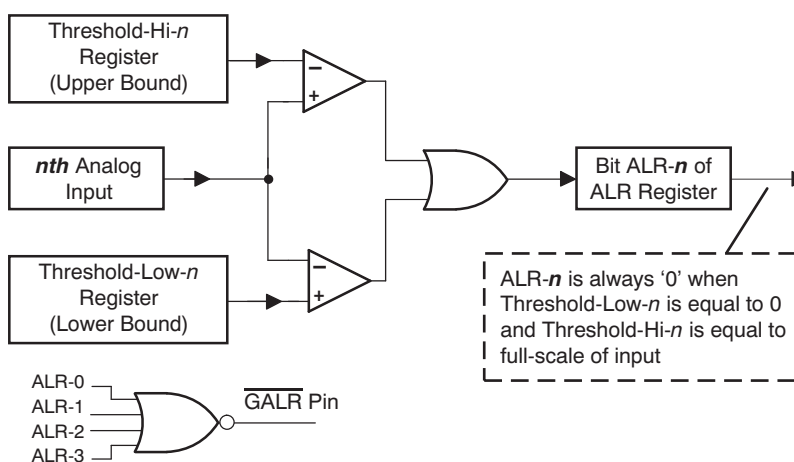 Threshold-Hi-n
Register
(Upper Bound)
−
+
nth Analog
Input
Bit ALR-n of
ALR Register
Threshold-Low-n
Register
(Lower Bound)
−
+
ALR-n is always ‘0’ when
Threshold-Low-n is equal to 0
and Threshold-Hi-n is equal to
full-scale of input
ALR-0
ALR-1
ALR-2
ALR-3
GALR Pin